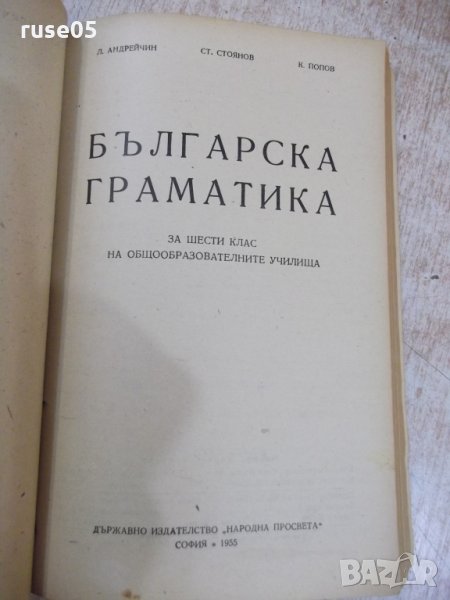 ruse05
Л. АНДРЕЙЧИН СТ. СТОЯНОВ К. ПОПОВ
БЪЛГАРСКА
ГРАМАТИКА
ЗА ШЕСТИ КЛАС
НА ОБЩООБРАЗОВАТЕЛНИТЕ УЧИЛИЩА
ДЪРЖАВНО ИЗДАТЕЛСТВО „НАРОДНА ПРОСВЕТА"
СОФИЯ • 1955
BAZAR